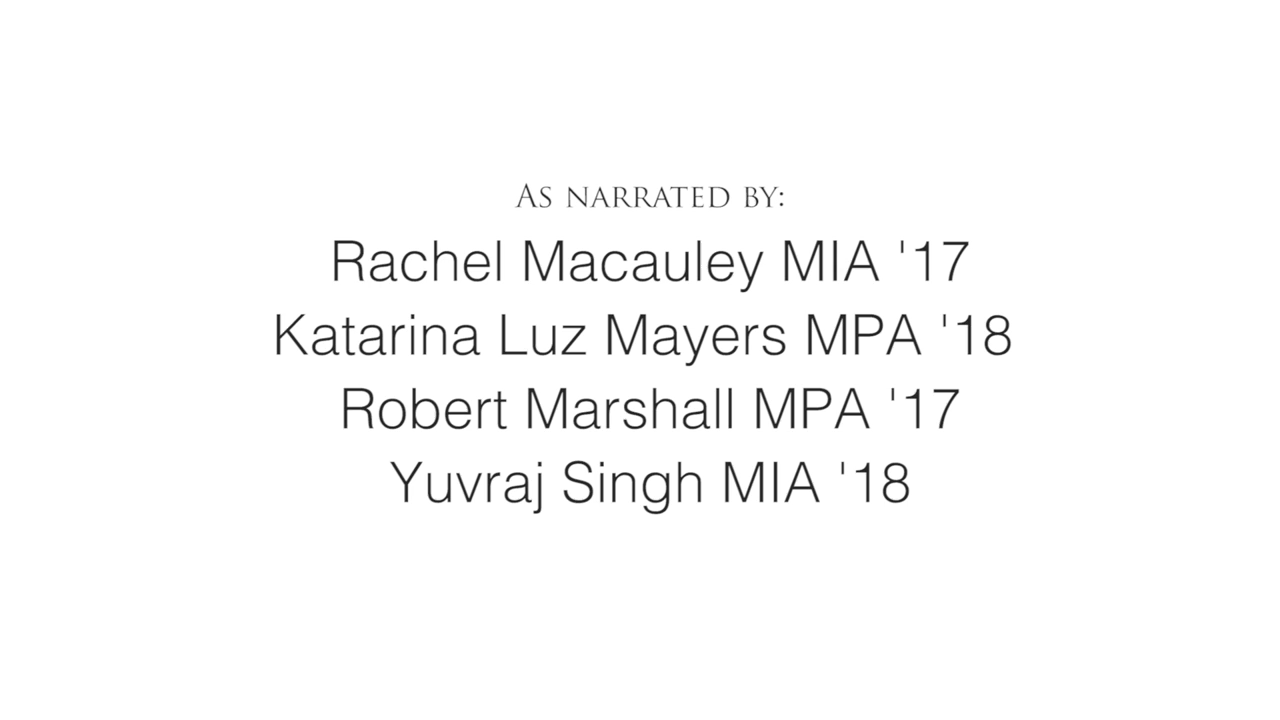 As narrated by:
Rachel Macauley MIA '17
Katarina Luz Mayers MPA '18
Robert Marshall MPA '17
Yuvraj Singh MIA '18